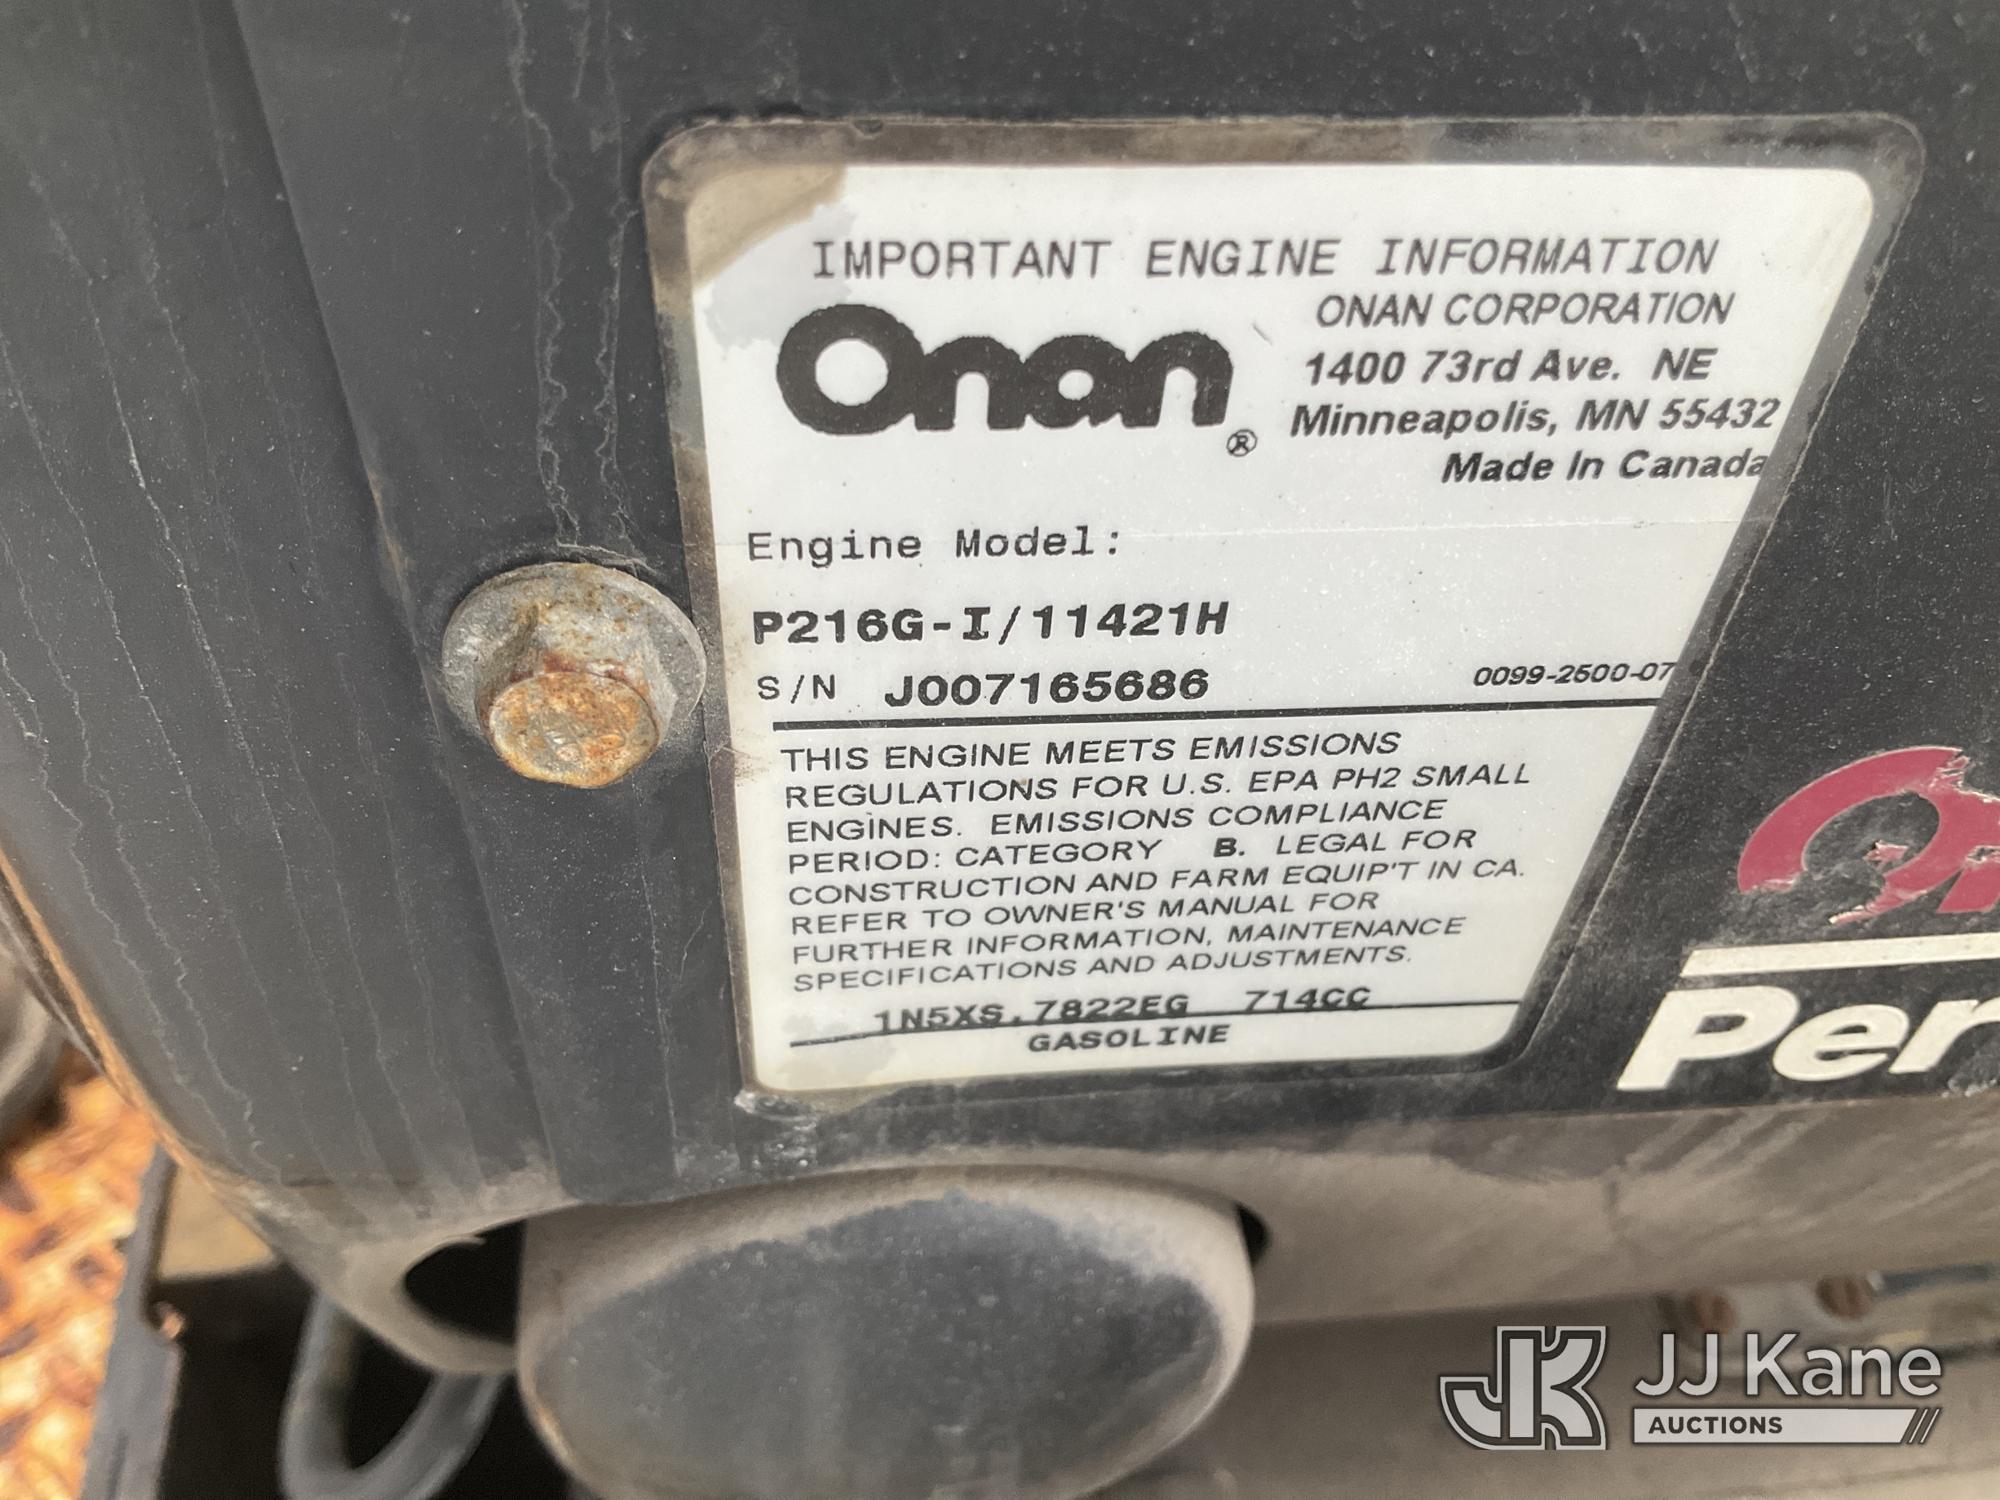 IMPORTANT ENGINE INFORMATION
Onan®
ONAN CORPORATION
1400 73rd Ave. NE
Minneapolis, MN 55432
Made In Canada
Engine Model:
P216G-I/11421H
S/N J007165686
0099-2600-07
THIS ENGINE MEETS EMISSIONS
REGULATIONS FOR U.S. EPA PH2 SMALL
ENGINES. EMISSIONS COMPLIANCE
PERIOD: CATEGORY B. LEGAL FOR
CONSTRUCTION AND FARM EQUIP'T IN CA.
REFER TO OWNER'S MANUAL FOR
FURTHER INFORMATION, MAINTENANCE
SPECIFICATIONS AND ADJUSTMENTS.
1N5XS.7822EG 714CC
GASOLINE
Per
JK JJ Kane
AUCTIONS